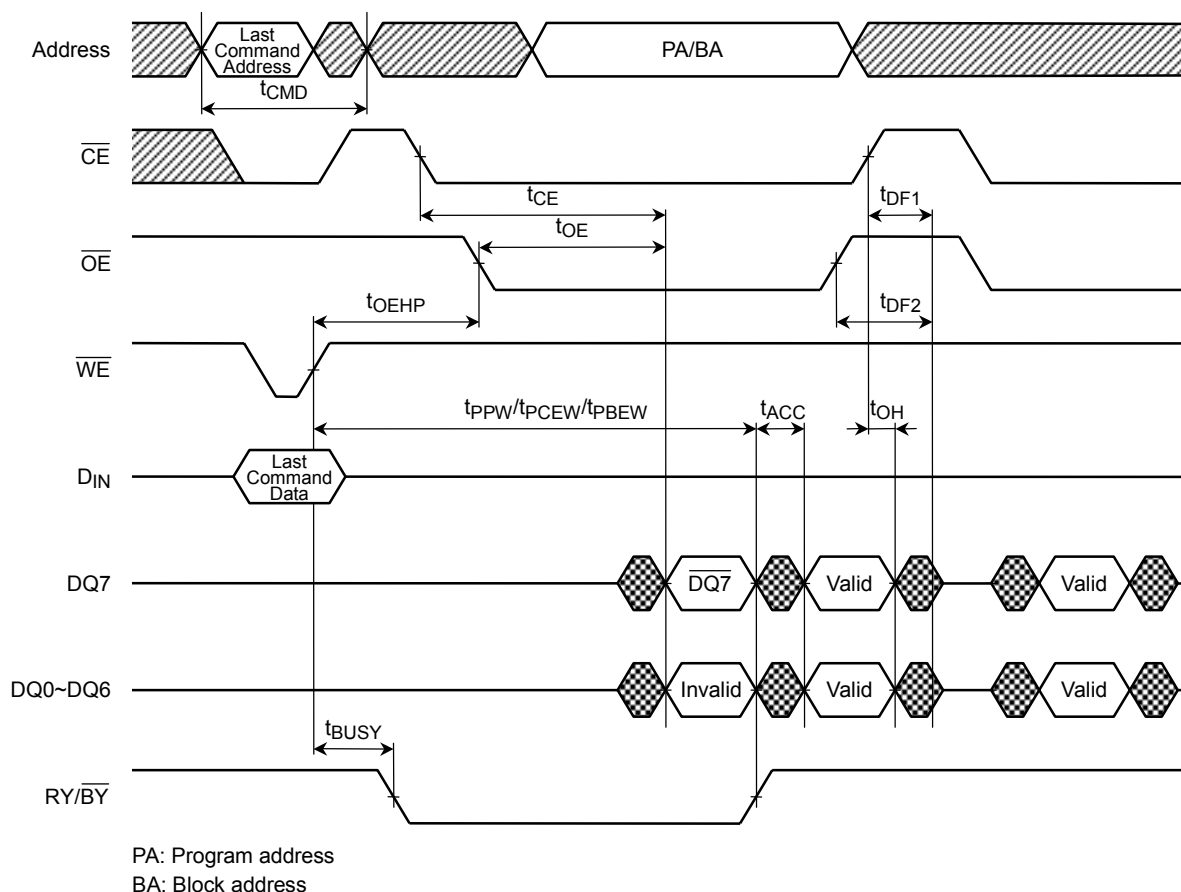 Address
Last
Command
Address
PA/BA
tCMD
CE
tCE
tDF1
tOE
OE
tOEHP
tDF2
WE
tPPW/tPCEW/tPBEW
tACC
tOH
DIN
Last
Command
Data
DQ7
DQ7
Valid
Valid
DQ0~DQ6
Invalid
Valid
Valid
tBUSY
RY/BY
PA: Program address
BA: Block address